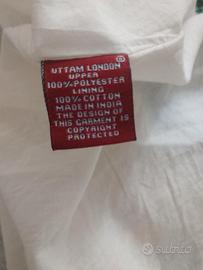 UTTAM LONDON ®
UPPER
100% POLYESTER
LINING
100% COTTON
MADE IN INDIA
THE DESIGN OF
THIS GARMENT IS
COPYRIGHT
PROTECTED
subito